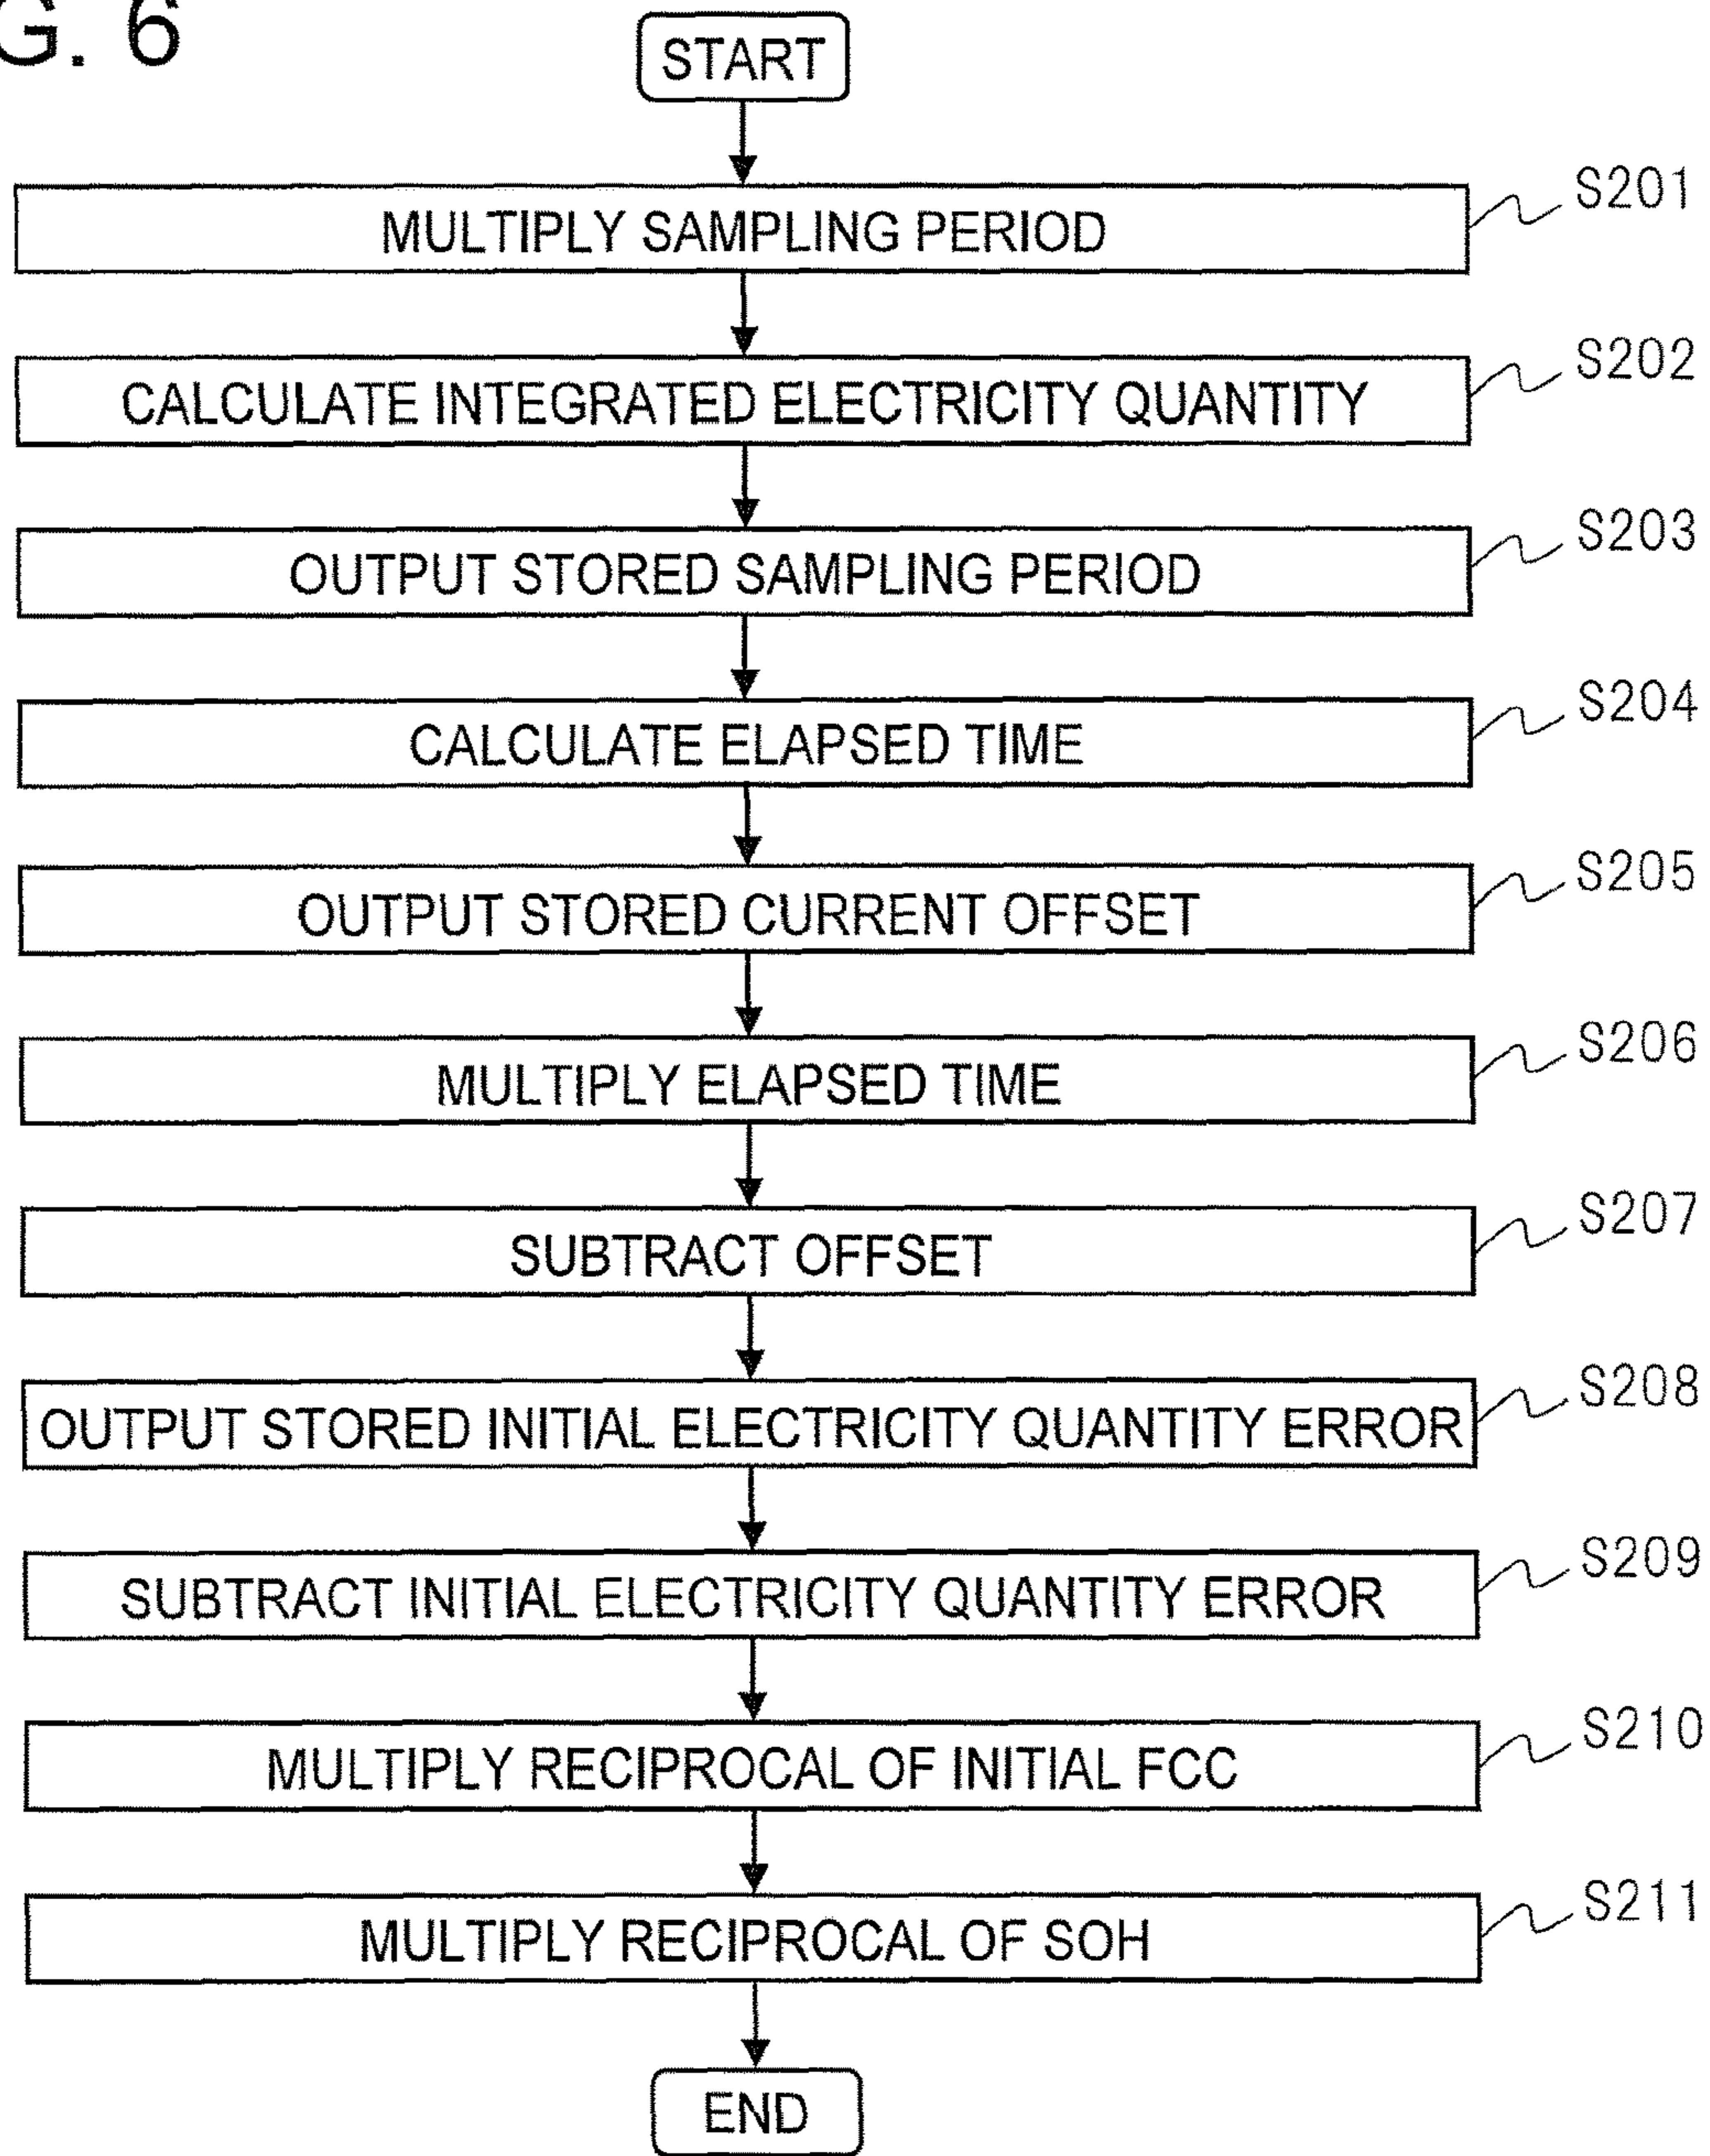 G. 6
START
MULTIPLY SAMPLING PERIOD
S201
CALCULATE INTEGRATED ELECTRICITY QUANTITY
S202
OUTPUT STORED SAMPLING PERIOD
S203
CALCULATE ELAPSED TIME
S204
OUTPUT STORED CURRENT OFFSET
S205
MULTIPLY ELAPSED TIME
S206
SUBTRACT OFFSET
S207
OUTPUT STORED INITIAL ELECTRICITY QUANTITY ERROR
S208
SUBTRACT INITIAL ELECTRICITY QUANTITY ERROR
S209
MULTIPLY RECIPROCAL OF INITIAL FCC
S210
MULTIPLY RECIPROCAL OF SOH
S211
END